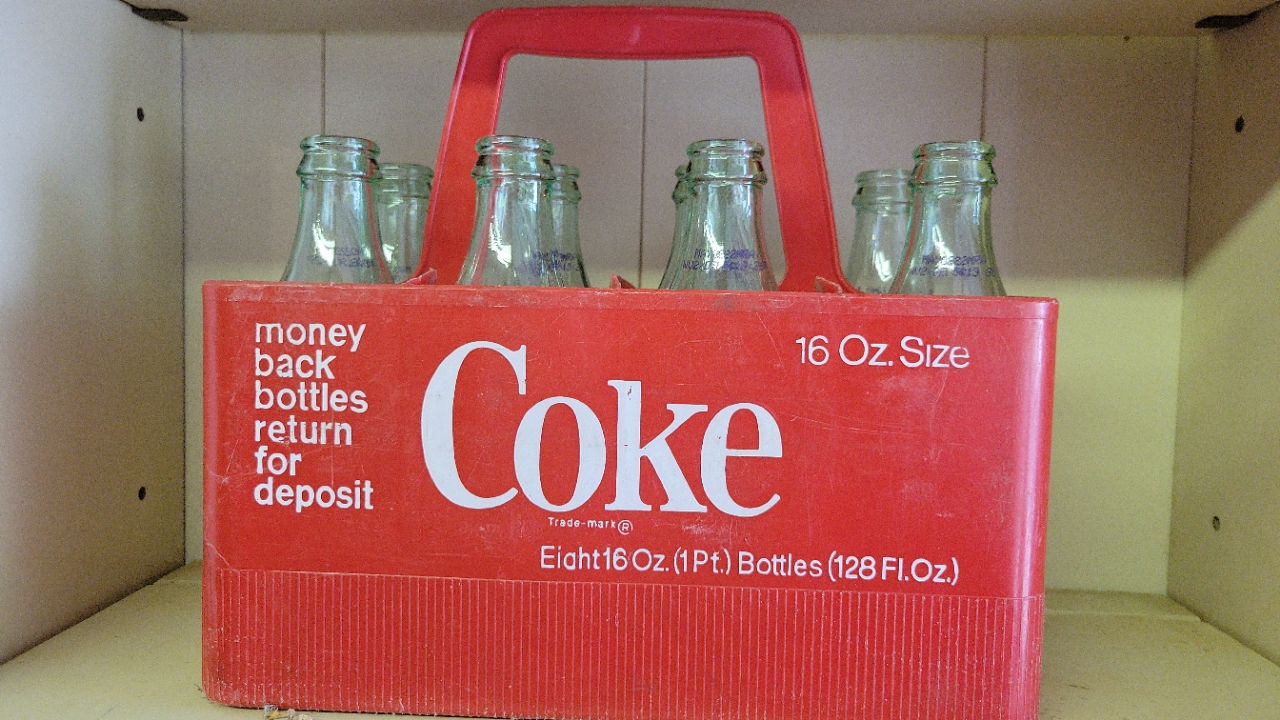 money
back
bottles
return
for
deposit
Coke
Trade-mark®
16 Oz. Size
Eight 16 Oz. (1 Pt.) Bottles (128 Fl. Oz.)